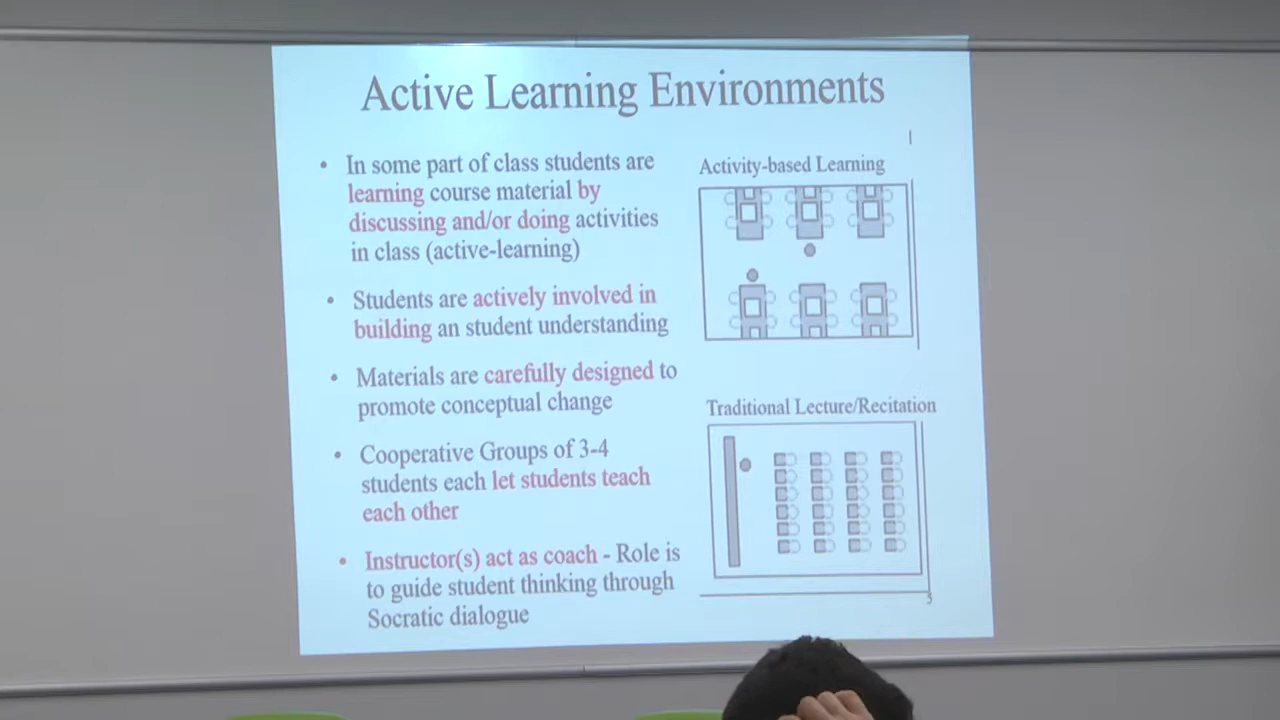 Active Learning Environments
• In some part of class students are
learning course material by
discussing and/or doing activities
in class (active-learning)
• Students are actively involved in
building an student understanding
• Materials are carefully designed to
promote conceptual change
• Cooperative Groups of 3-4
students each let students teach
each other
• Instructor(s) act as coach - Role is
to guide student thinking through
Socratic dialogue
Activity-based Learning
Traditional Lecture/Recitation